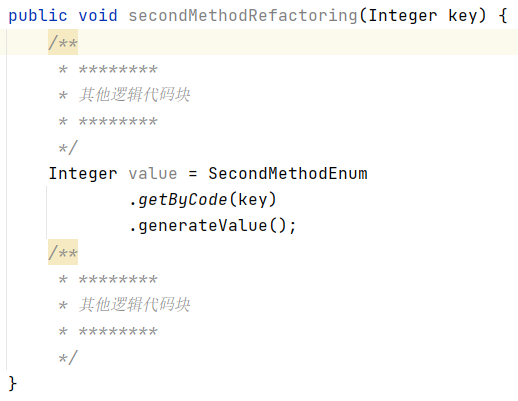 public void secondMethodRefactoring(Integer key) {
/**
* ********
* 其他逻辑代码块
* ********
*/
Integer value = SecondMethodEnum
.getByCode(key)
.generateValue();
/**
* ********
* 其他逻辑代码块
* ********
*/
}